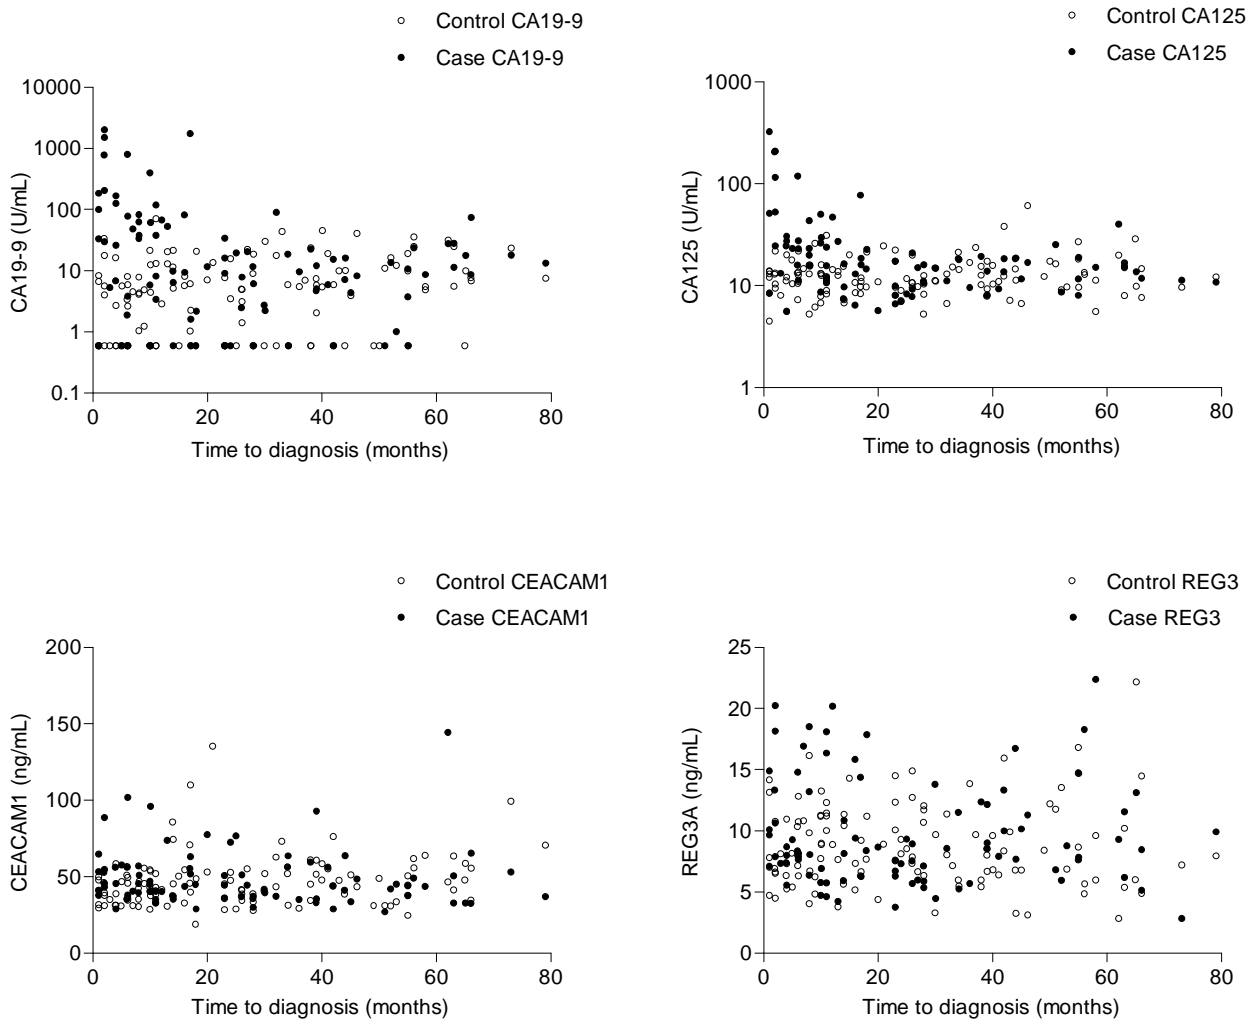 Control CA19-9
Case CA19-9
10000
1000
100
10
1
0.1
CA19-9 (U/mL)
0 20 40 60 80
Time to diagnosis (months)
Control CA125
Case CA125
1000
100
10
1
CA125 (U/mL)
0 20 40 60 80
Time to diagnosis (months)
Control CEACAM1
Case CEACAM1
200
150
100
50
0
CEACAM1 (ng/mL)
0 20 40 60 80
Time to diagnosis (months)
Control REG3
Case REG3
25
20
15
10
5
0
REG3A (ng/mL)
0 20 40 60 80
Time to diagnosis (months)